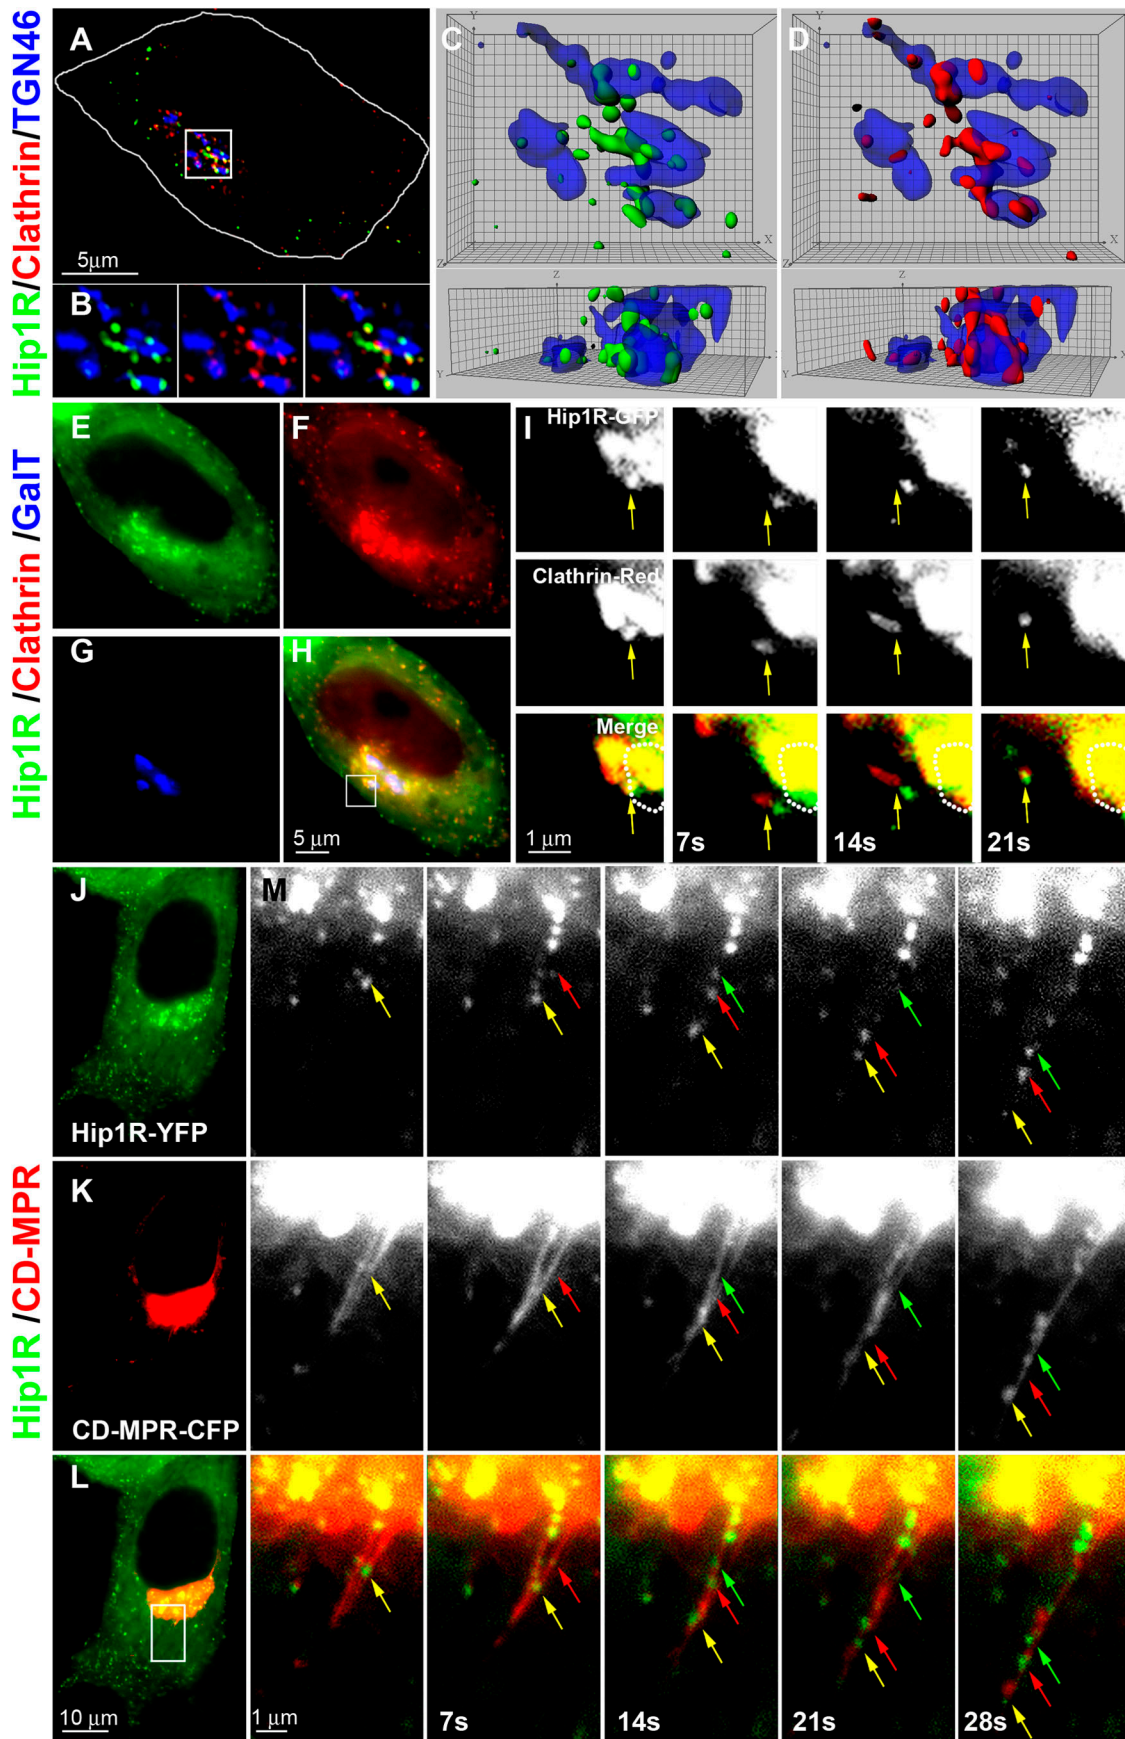 Hip1R/Clathrin/TGN46
A
5µm
B
C
Y
X
Z
Z
Y
D
Y
X
Z
Z
Y
X
Hip1R /Clathrin /GalT
E
F
G
H
5 µm
I
Hip1R-GFP
Clathrin-Red
Merge
1 µm
7s
14s
21s
Hip1R /CD-MPR
J
Hip1R-YFP
K
CD-MPR-CFP
L
10 µm
M
1 µm
7s
14s
21s
28s